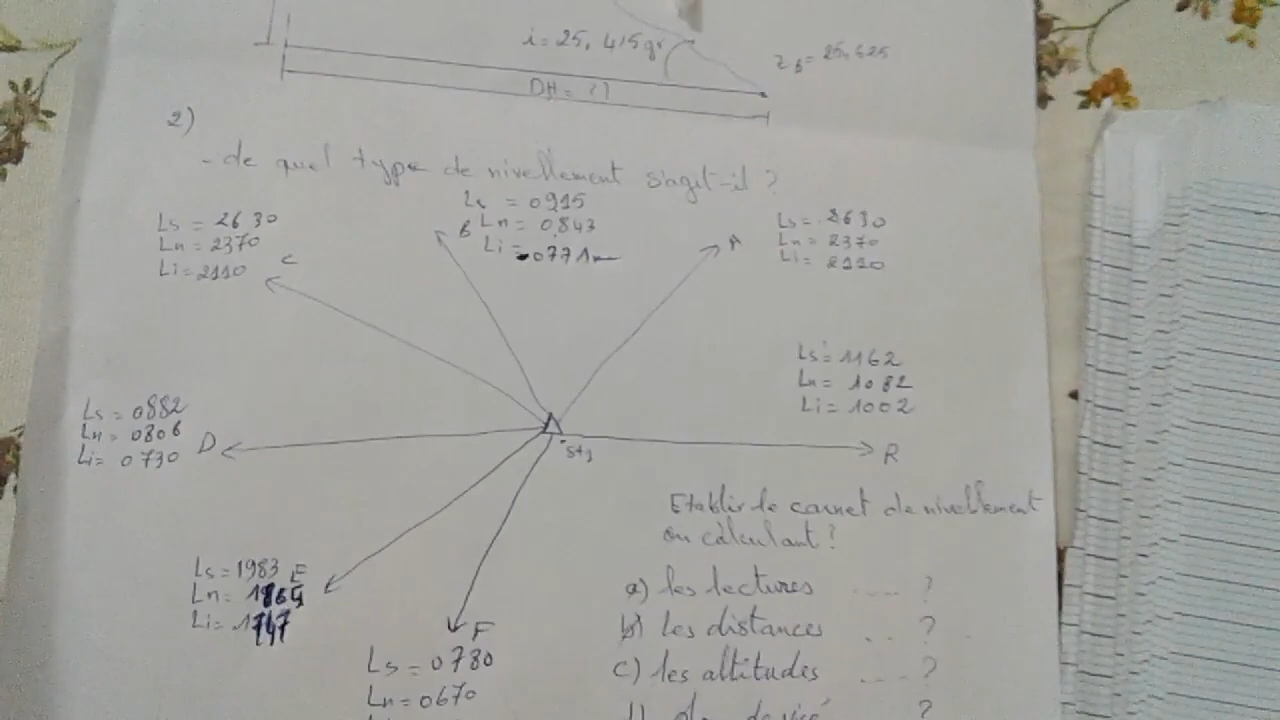 i = 25, 415gr
Z_B = 25,625
DH = ??
2)
- de quel type de nivellement s'agit-il ?
Ls = 2630
Ln = 2370
Li = 2110
C
Ls = 0915
B Ln = 0,843
Li = 0771
A
Ls = 2630
Ln = 2370
Li = 2110
Ls = 1162
Ln = 1082
Li = 1002
Ls = 0882
Ln = 0806
Li = 0730
D
St1
R
Etablir le carnet de nivellement
en calculant ?
a) les lectures .... ?
b) les distances ... ?
c) les altitudes .... ?
Ls = 1983 E
Ln = 1865
Li = 1747
F
Ls = 0780
Ln = 0670